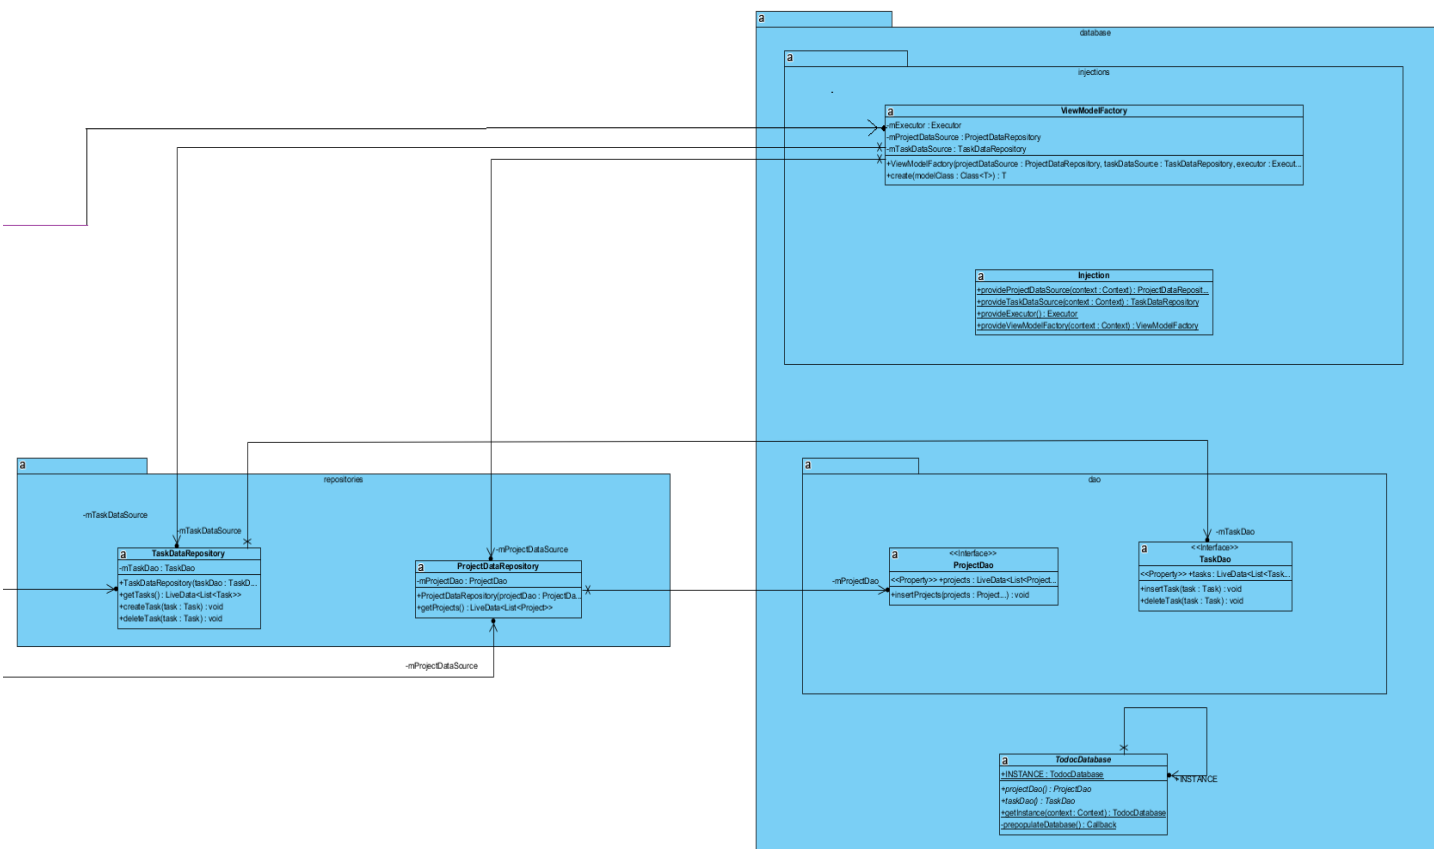 a
database
a
injections
a
ViewModelFactory
-mExecutor : Executor
-mProjectDataSource : ProjectDataRepository
-mTaskDataSource : TaskDataRepository
+ViewModelFactory(projectDataSource : ProjectDataRepository, taskDataSource : TaskDataRepository, executor : Execut...
+create(modelClass : Class<T>) : T
a
Injection
+provideProjectDataSource(context : Context) : ProjectDataReposit...
+provideTaskDataSource(context : Context) : TaskDataRepository
+provideExecutor() : Executor
+provideViewModelFactory(context : Context) : ViewModelFactory
a
repositories
-mTaskDataSource
-mTaskDataSource
a
TaskDataRepository
-mTaskDao : TaskDao
+TaskDataRepository(taskDao : TaskD...
+getTasks() : LiveData<List<Task>>
+createTask(task : Task) : void
+deleteTask(task : Task) : void
-mProjectDataSource
a
ProjectDataRepository
-mProjectDao : ProjectDao
+ProjectDataRepository(projectDao : ProjectDa...
+getProjects() : LiveData<List<Project>>
-mProjectDataSource
a
dao
-mProjectDao
a
<<Interface>>
ProjectDao
<<Property>> +projects : LiveData<List<Project...
+insertProjects(projects : Project...) : void
-mTaskDao
a
<<Interface>>
TaskDao
<<Property>> +tasks : LiveData<List<Task...
+insertTask(task : Task) : void
+deleteTask(task : Task) : void
a
TodocDatabase
+INSTANCE : TodocDatabase
+projectDao() : ProjectDao
+taskDao() : TaskDao
+getInstance(context : Context) : TodocDatabase
-prepopulateDatabase() : Callback
+INSTANCE